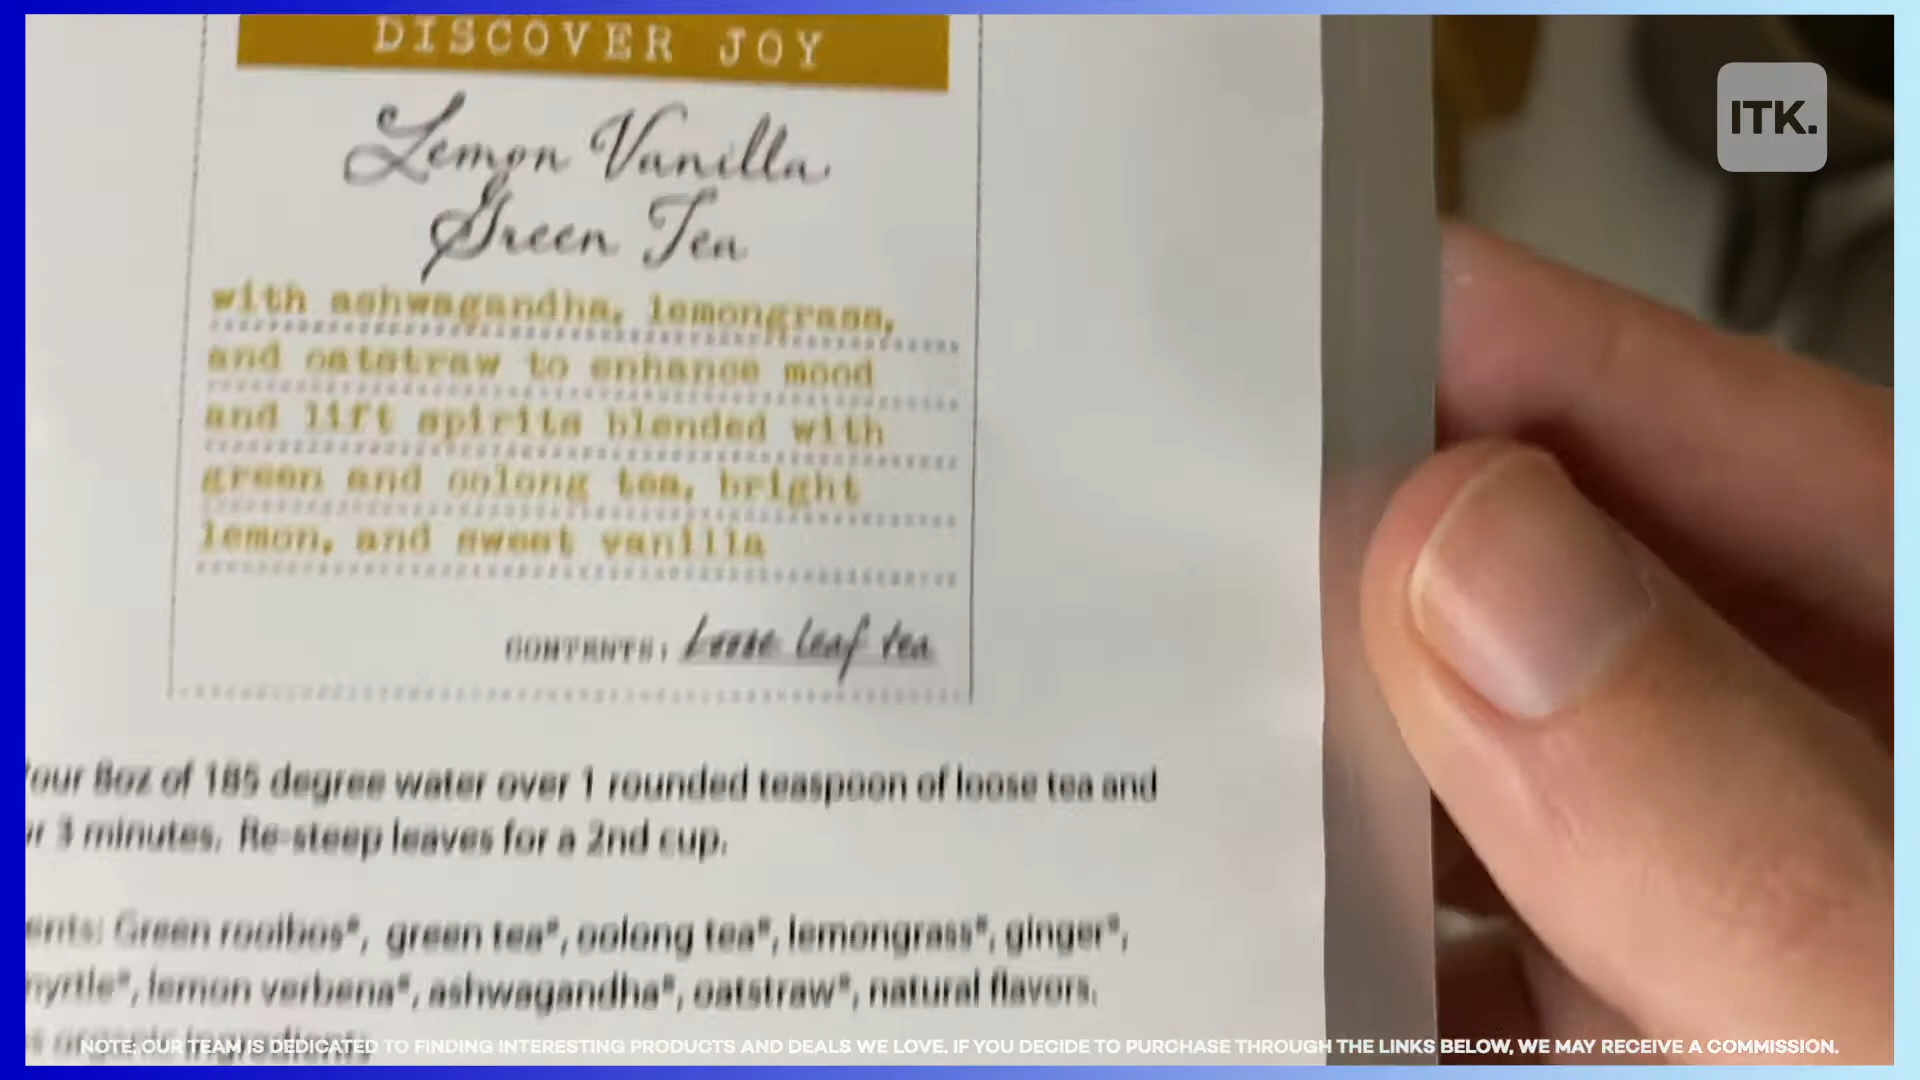 DISCOVER JOY
ITK.
Lemon Vanilla
Green Tea
with ashwagandha, lemongrass,
and oatstraw to enhance mood
and lift spirits blended with
green and oolong tea, bright
lemon, and sweet vanilla
CONTENTS: Loose leaf tea
our 8oz of 185 degree water over 1 rounded teaspoon of loose tea and
r 3 minutes. Re-steep leaves for a 2nd cup.
ents: Green rooibos*, green tea*, oolong tea*, lemongrass*, ginger*,
myrtle*, lemon verbena*, ashwagandha*, oatstraw*, natural flavors.
organic ingredients
NOTE: OUR TEAM IS DEDICATED TO FINDING INTERESTING PRODUCTS AND DEALS WE LOVE. IF YOU DECIDE TO PURCHASE THROUGH THE LINKS BELOW, WE MAY RECEIVE A COMMISSION.